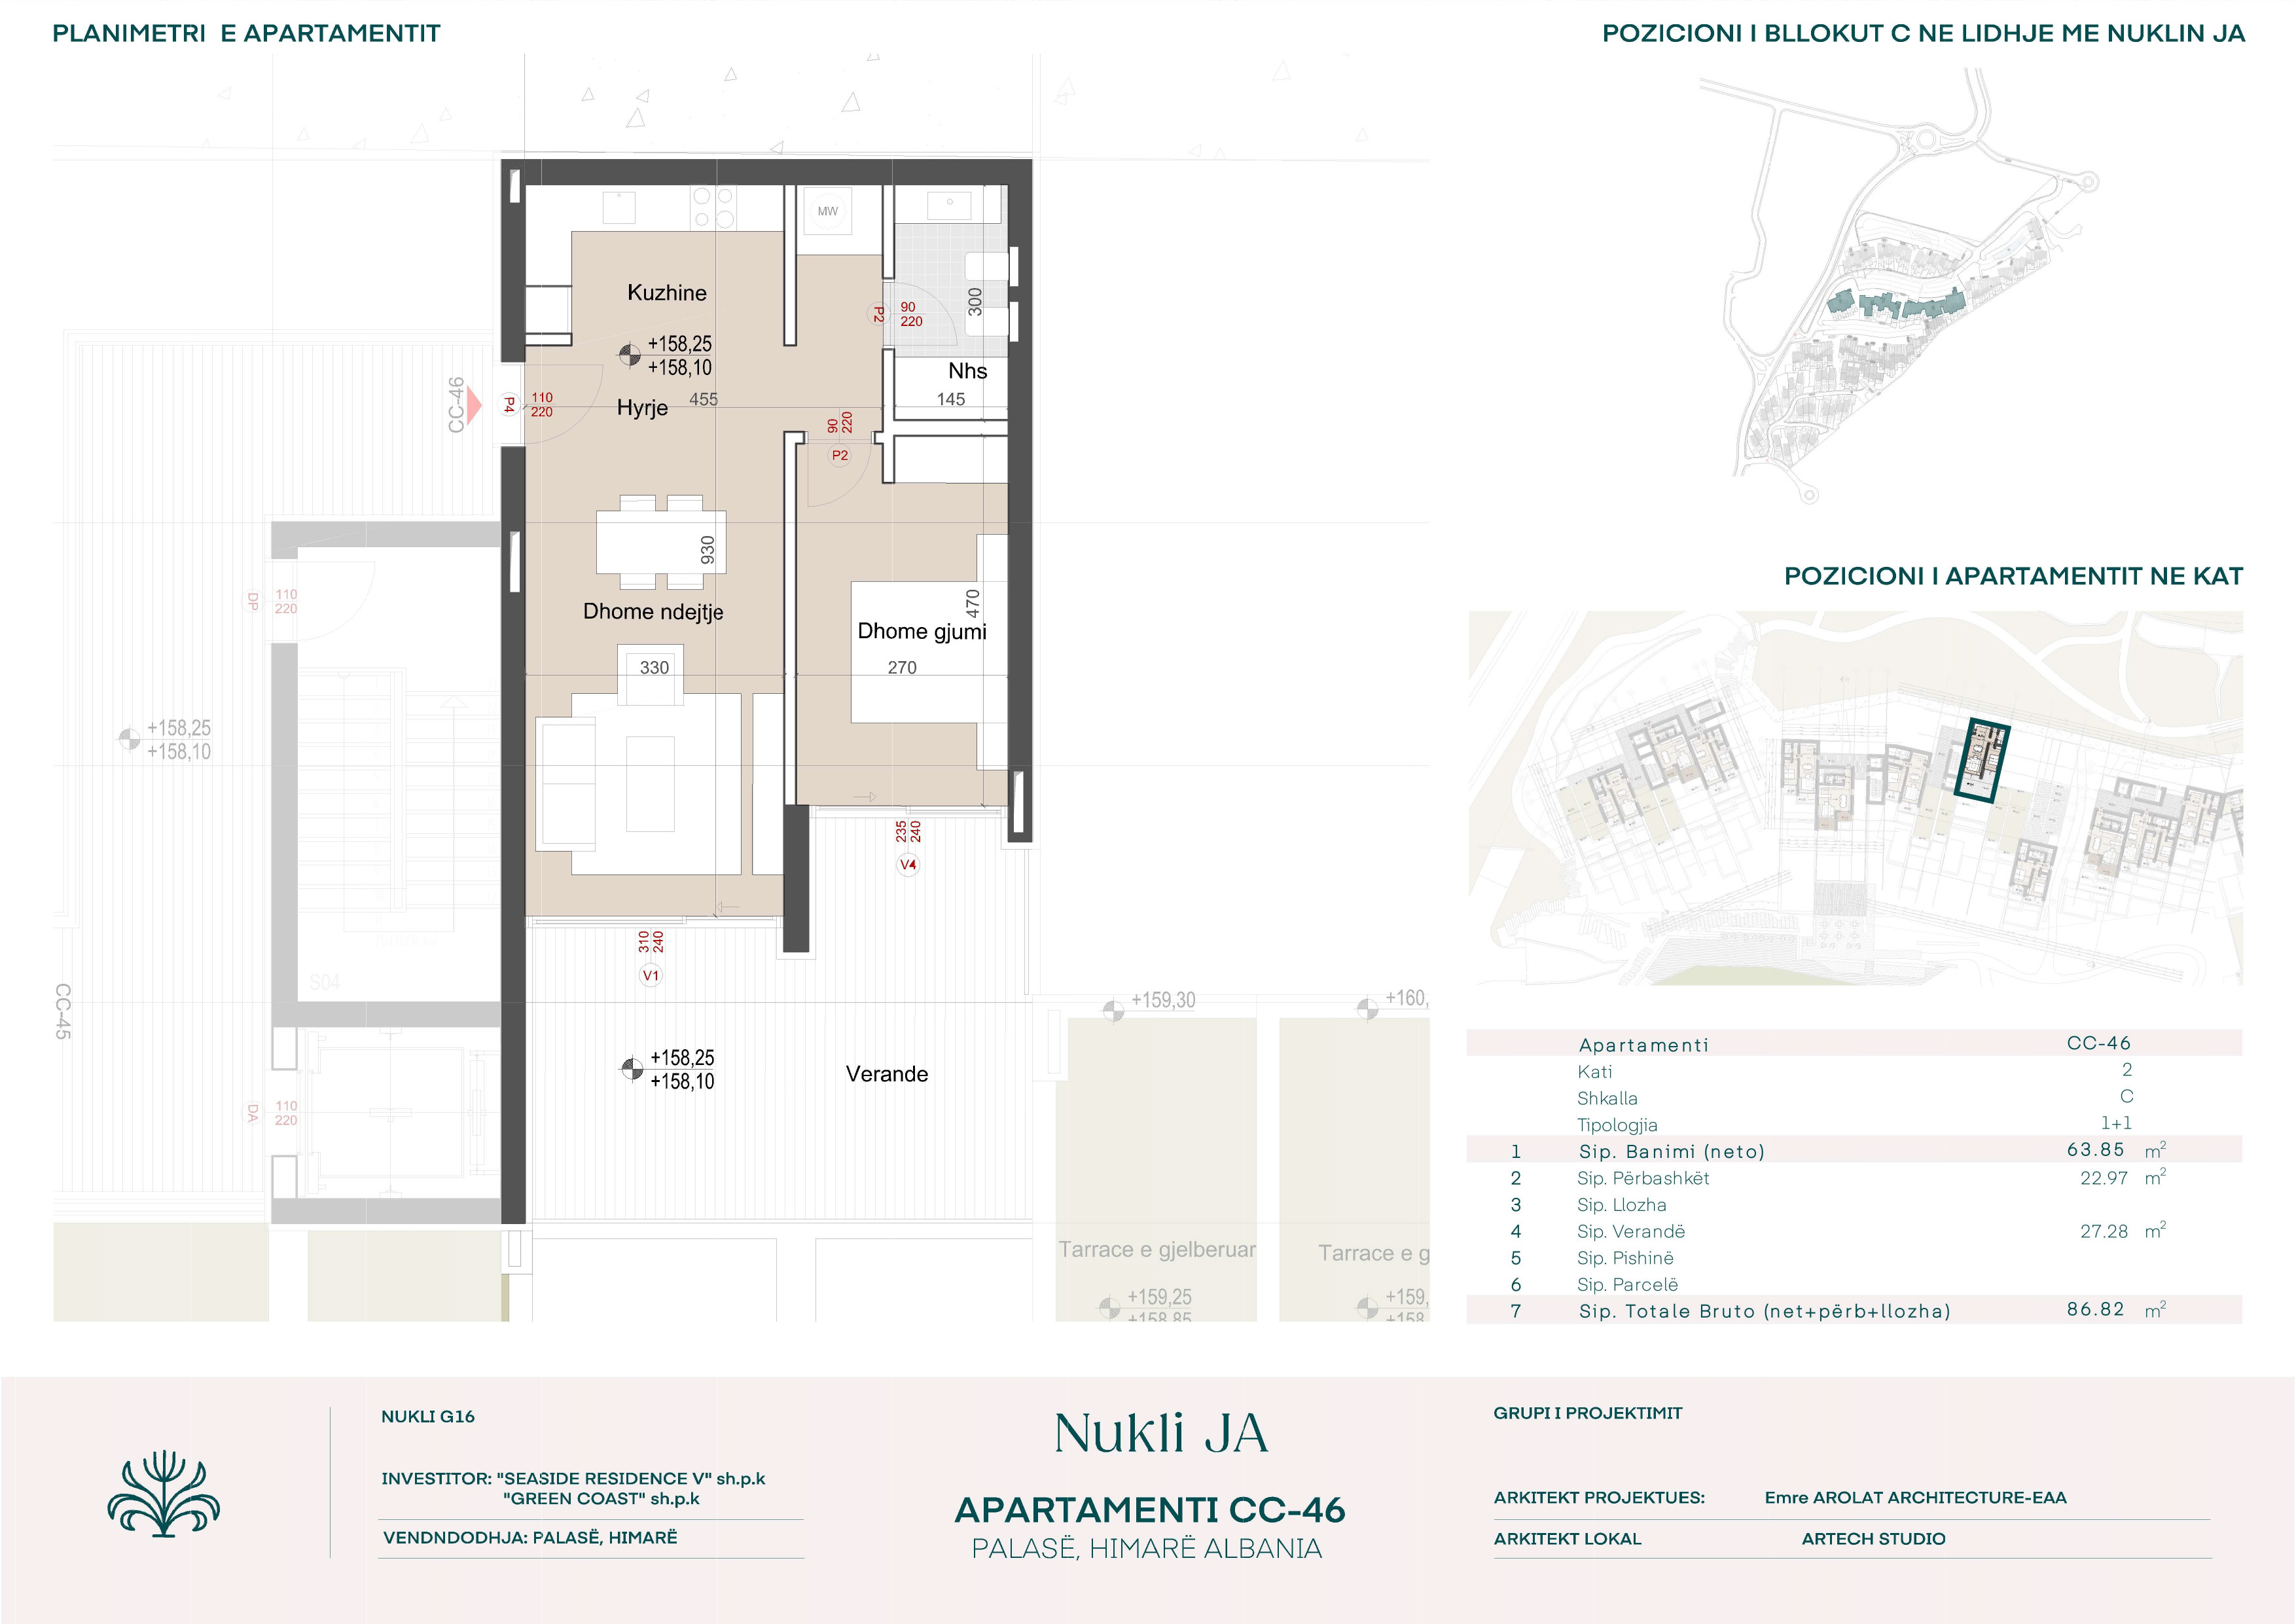 PLANIMETRI E APARTAMENTIT
POZICIONI I BLLOKUT C NE LIDHJE ME NUKLIN JA
MW
Kuzhine
+158,25
+158,10
P2
90
220
300
Nhs
145
CC-46
P4
110
220
Hyrje
455
90
220
P2
930
Dhome ndejtje
330
470
Dhome gjumi
270
DP
110
220
+158,25
+158,10
S04
CC-45
235
240
V4
310
240
V1
+158,25
+158,10
Verande
DA
110
220
+159,30
+160,
Tarrace e gjelberuar
Tarrace e g
+159,25
+158,85
+159,
+158
POZICIONI I APARTAMENTIT NE KAT
Apartamenti CC-46
Kati 2
Shkalla C
Tipologjia 1+1
1 Sip. Banimi (neto) 63.85 m²
2 Sip. Përbashkët 22.97 m²
3 Sip. Llozha
4 Sip. Verandë 27.28 m²
5 Sip. Pishinë
6 Sip. Parcelë
7 Sip. Totale Bruto (net+përb+llozha) 86.82 m²
NUKLI G16
INVESTITOR: "SEASIDE RESIDENCE V" sh.p.k
"GREEN COAST" sh.p.k
VENDNDODHJA: PALASË, HIMARË
Nukli JA
APARTAMENTI CC-46
PALASË, HIMARË ALBANIA
GRUPI I PROJEKTIMIT
ARKITEKT PROJEKTUES: Emre AROLAT ARCHITECTURE-EAA
ARKITEKT LOKAL ARTECH STUDIO